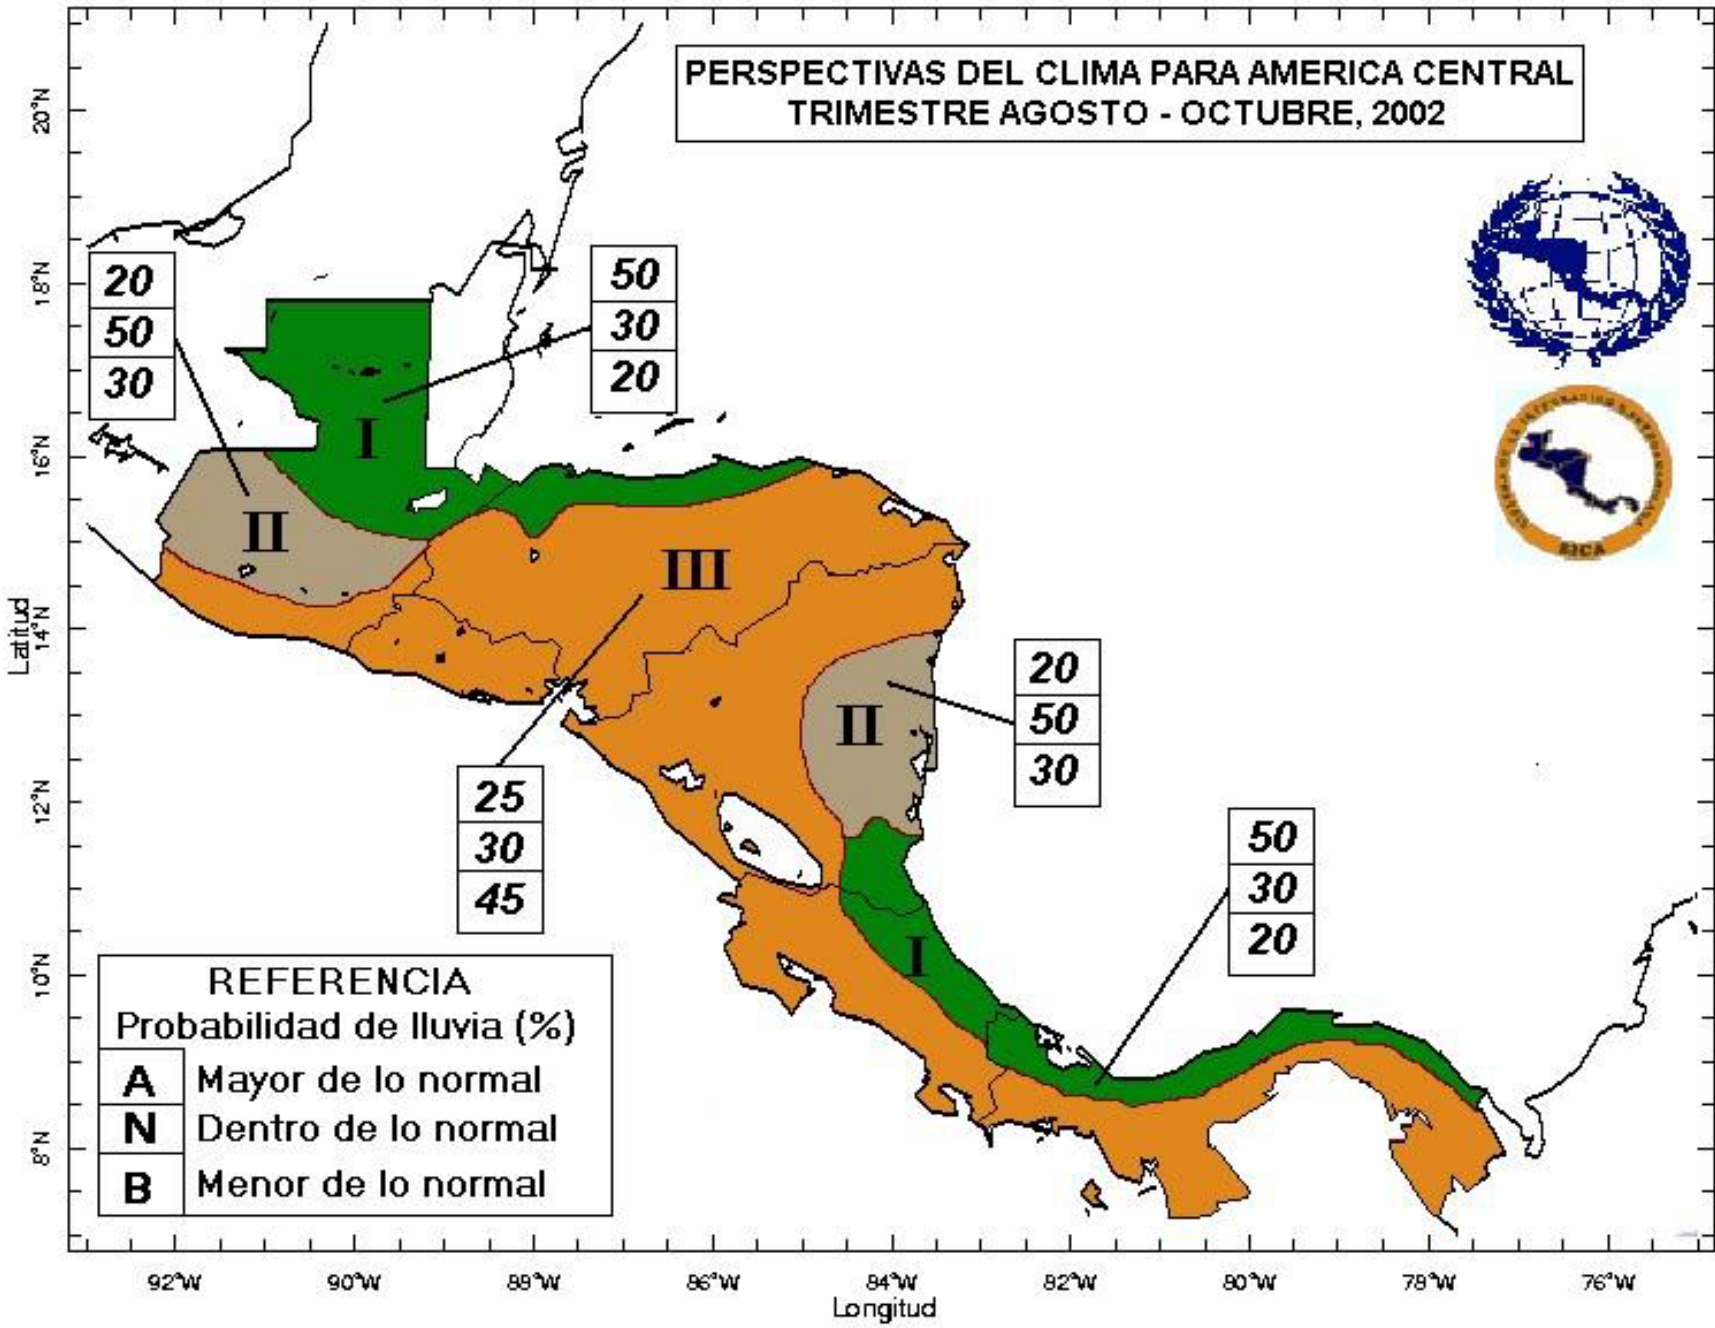 PERSPECTIVAS DEL CLIMA PARA AMERICA CENTRAL
TRIMESTRE AGOSTO - OCTUBRE, 2002
20°N
18°N
16°N
14°N
12°N
10°N
8°N
Latitud
20
50
30
50
30
20
I
II
III
II
I
20
50
30
25
30
45
50
30
20
SICA
REFERENCIA
Probabilidad de lluvia (%)
A Mayor de lo normal
N Dentro de lo normal
B Menor de lo normal
92°W 90°W 88°W 86°W 84°W 82°W 80°W 78°W 76°W
Longitud